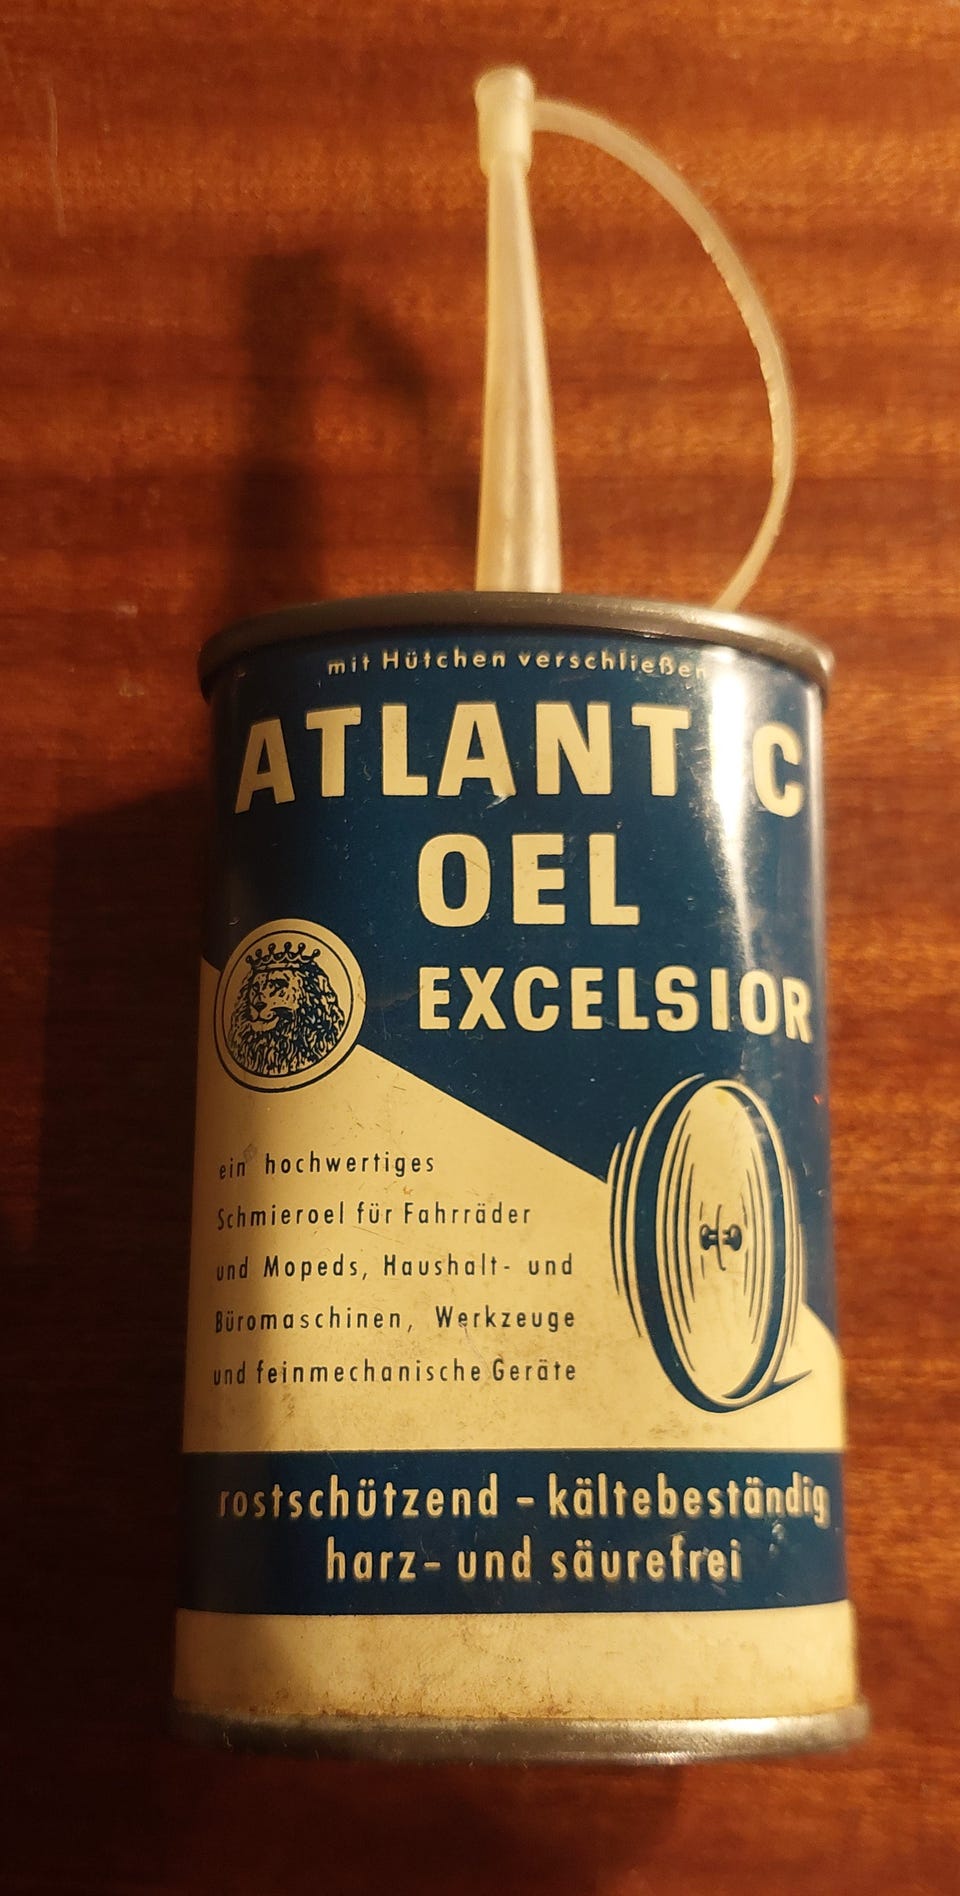 mit Hütchen verschließen
ATLANTIC
OEL
EXCELSIOR
ein hochwertiges
Schmieroel für Fahrräder
und Mopeds, Haushalt- und
Büromaschinen, Werkzeuge
und feinmechanische Geräte
rostschützend - kältebeständig
harz- und säurefrei